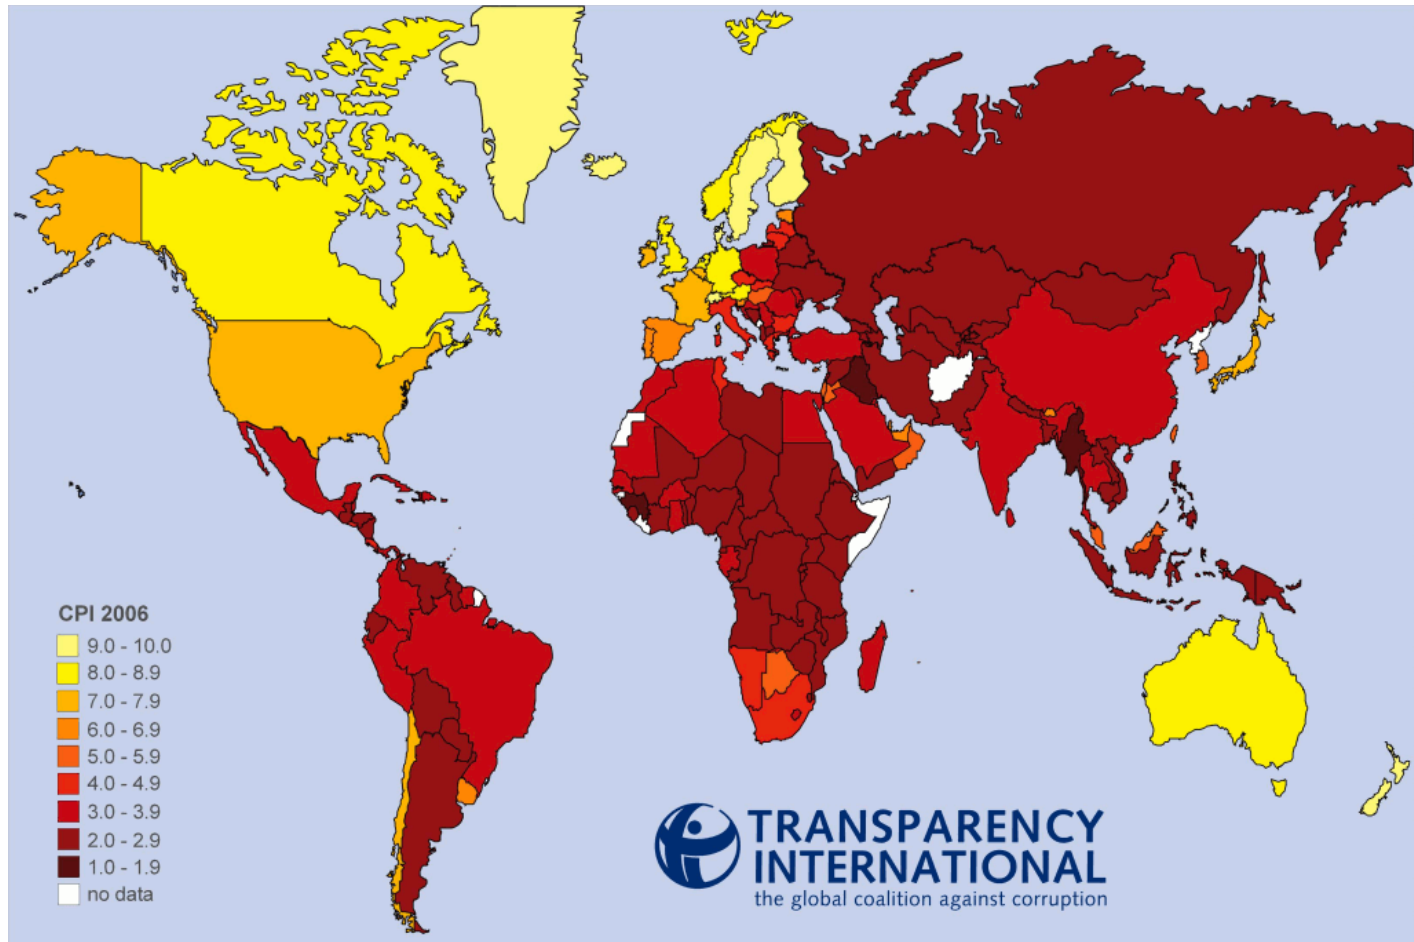 CPI 2006
9.0 - 10.0
8.0 - 8.9
7.0 - 7.9
6.0 - 6.9
5.0 - 5.9
4.0 - 4.9
3.0 - 3.9
2.0 - 2.9
1.0 - 1.9
no data
TRANSPARENCY
INTERNATIONAL
the global coalition against corruption